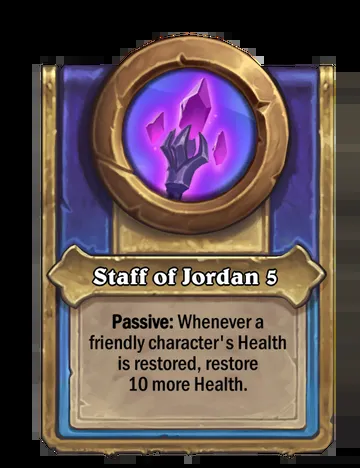 Staff of Jordan 5
Passive: Whenever a
friendly character's Health
is restored, restore
10 more Health.